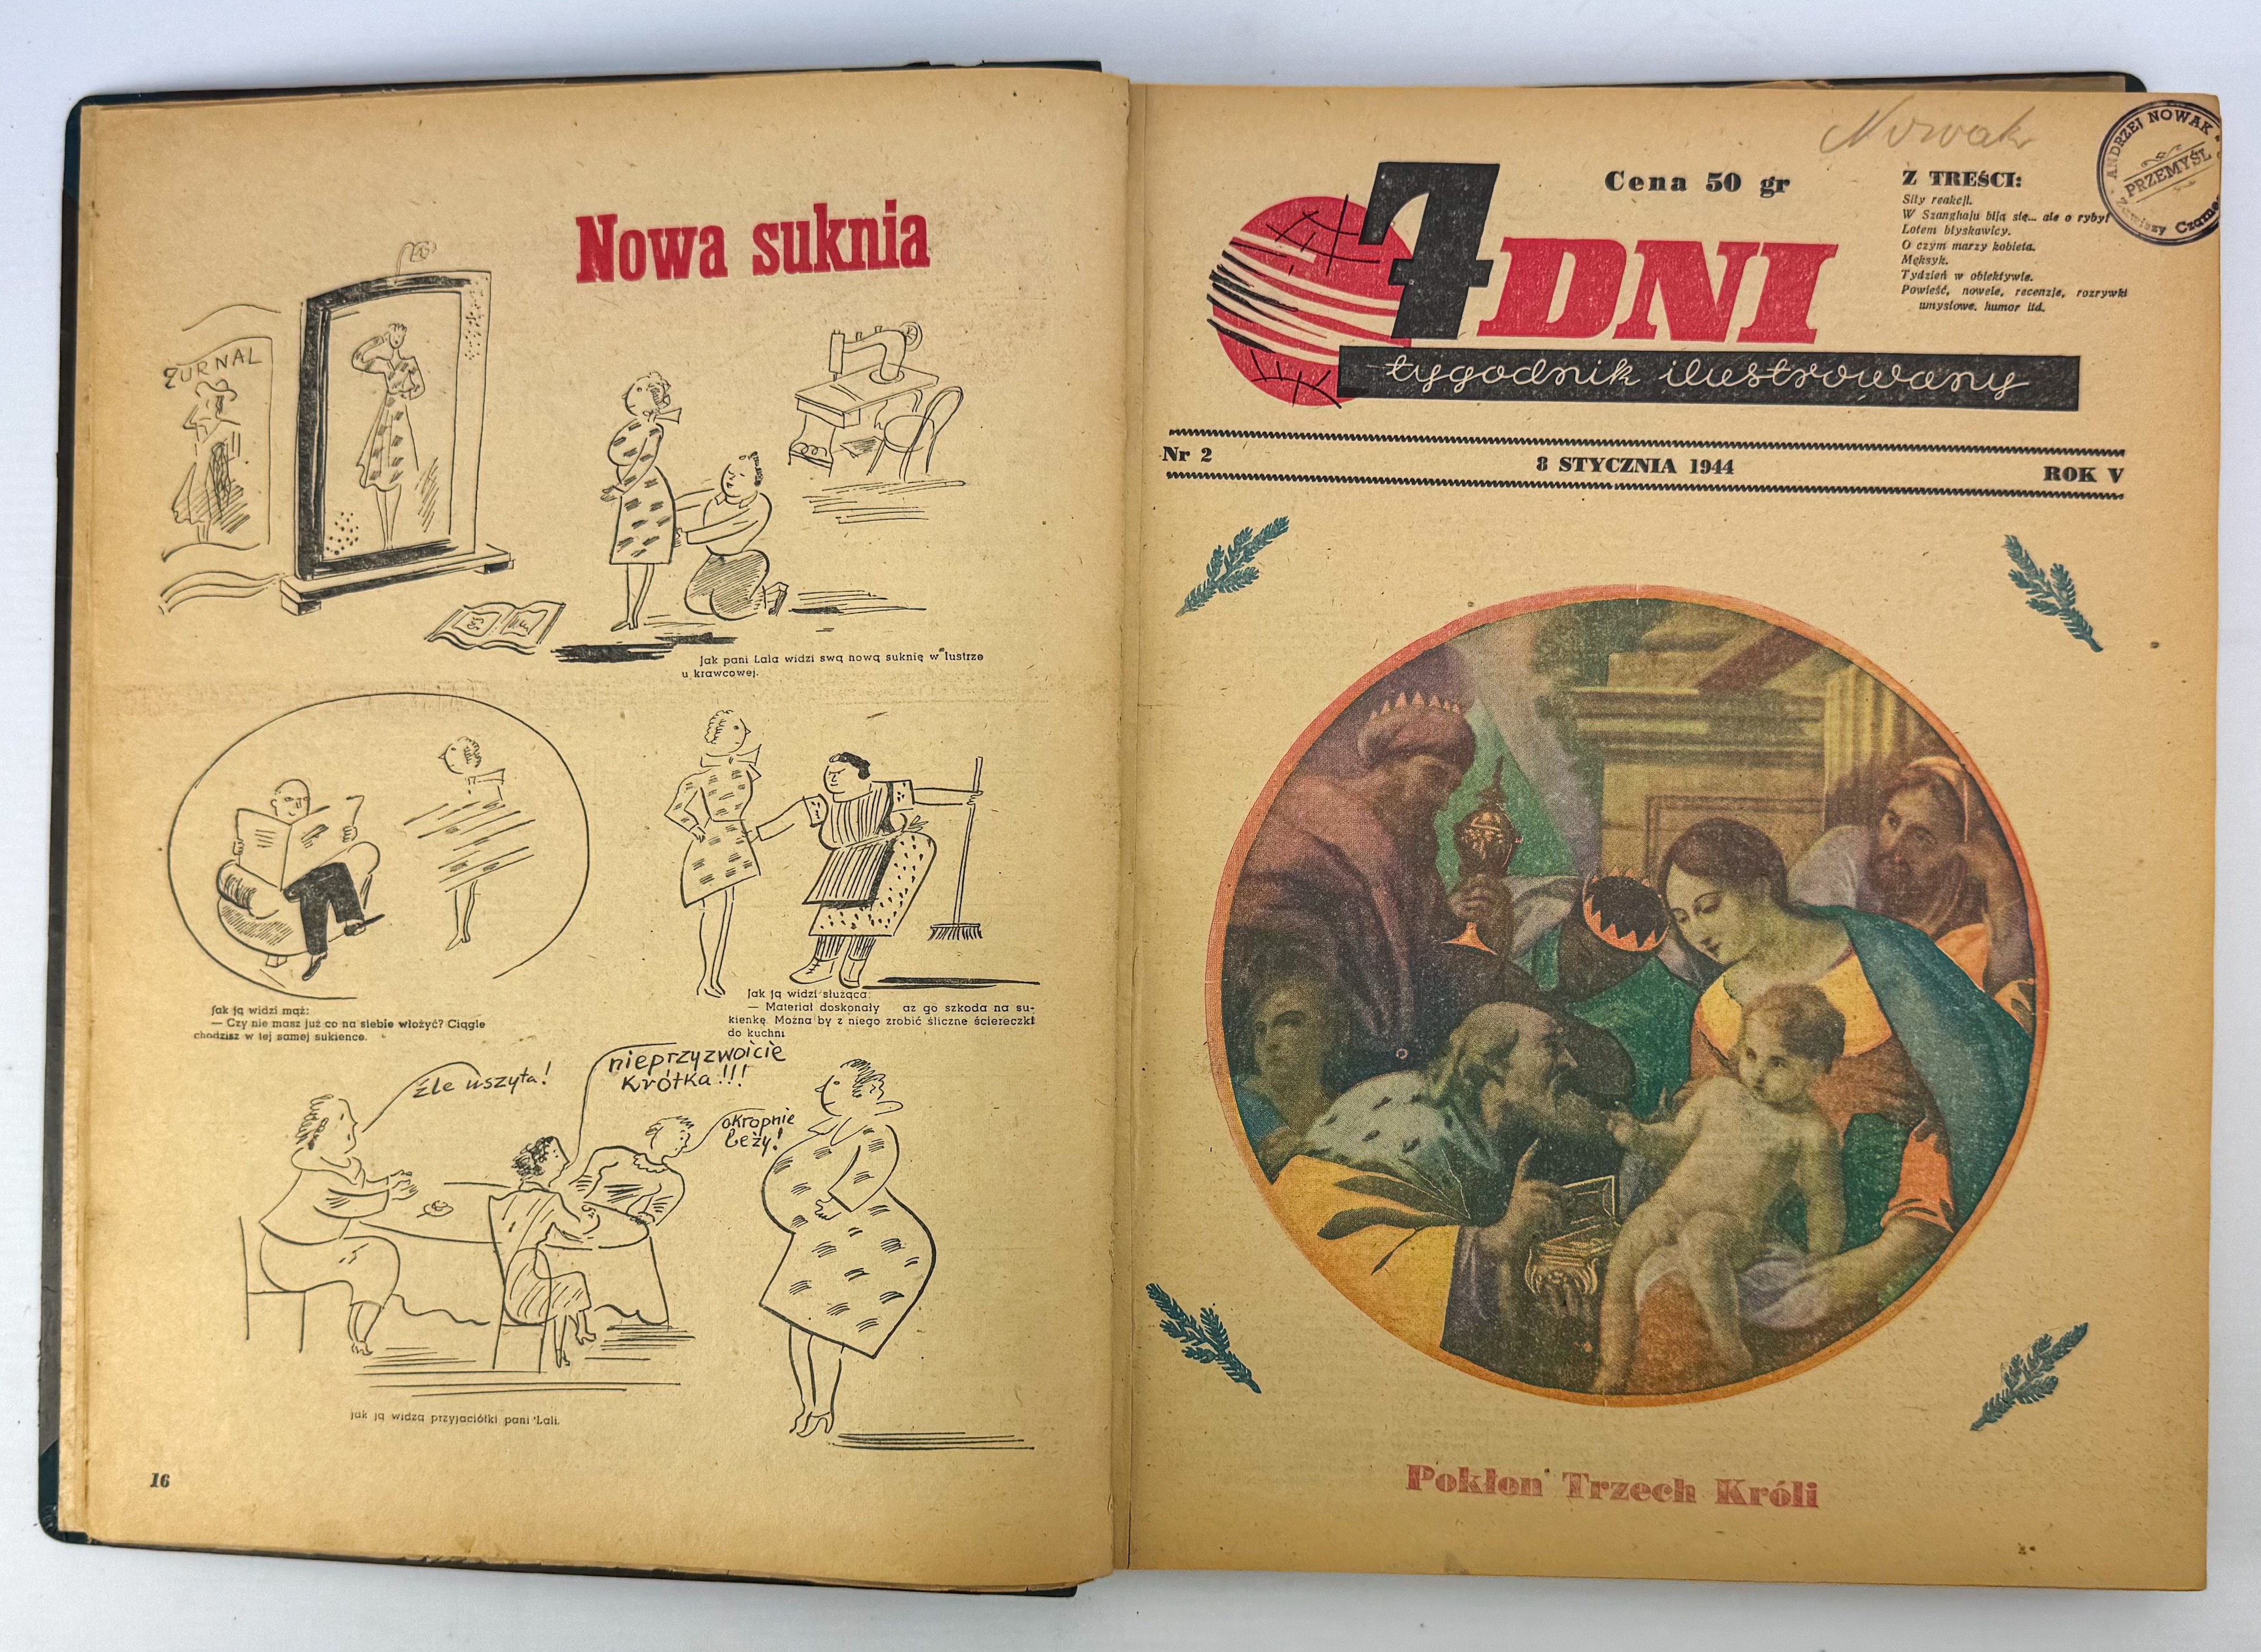 Nowa suknia
ŻURNAL
Jak pani Lala widzi swą nową suknię w lustrze
u krawcowej.
Jak ją widzi mąż:
— Czy nie masz już co na siebie włożyć? Ciągle
chodzisz w tej samej sukience.
Jak ją widzi służąca:
— Materiał doskonały aż go szkoda na su-
kienkę. Można by z niego zrobić śliczne ściereczki
do kuchni
źle uszyta!
nieprzyzwoicie
krótka!!!
okropnie
leży!
Jak ją widzą przyjaciółki pani Lali.
16
Nowak
ANDRZEJ NOWAK
PRZEMYŚL
Cena 50 gr
7 DNI
tygodnik ilustrowany
Z TREŚCI:
Siły reakcji.
W Szanghaju biją się... ale o ryby!
Lotem błyskawicy.
O czym marzy kobieta.
Meksyk.
Tydzień w obiektywie.
Powieść, nowele, recenzje, rozrywki
umysłowe, humor itd.
Nr 2
8 STYCZNIA 1944
ROK V
Pokłon Trzech Króli